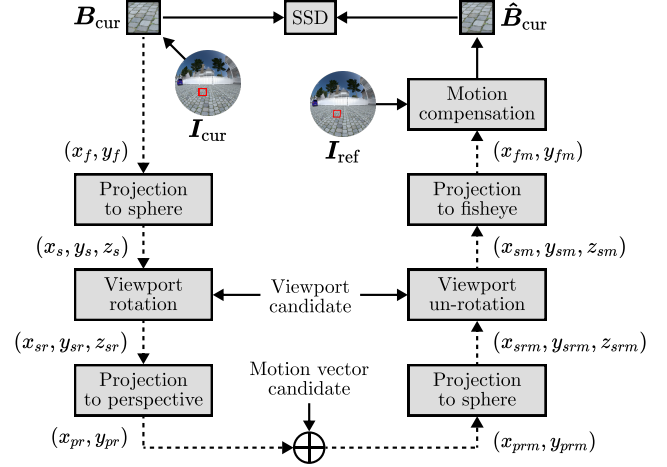 B_cur
SSD
B̂_cur
I_cur
I_ref
Motion
compensation
(x_f, y_f)
(x_fm, y_fm)
Projection
to sphere
Projection
to fisheye
(x_s, y_s, z_s)
(x_sm, y_sm, z_sm)
Viewport
rotation
Viewport
candidate
Viewport
un-rotation
(x_sr, y_sr, z_sr)
(x_srm, y_srm, z_srm)
Projection
to perspective
Motion vector
candidate
Projection
to sphere
(x_pr, y_pr)
(x_prm, y_prm)